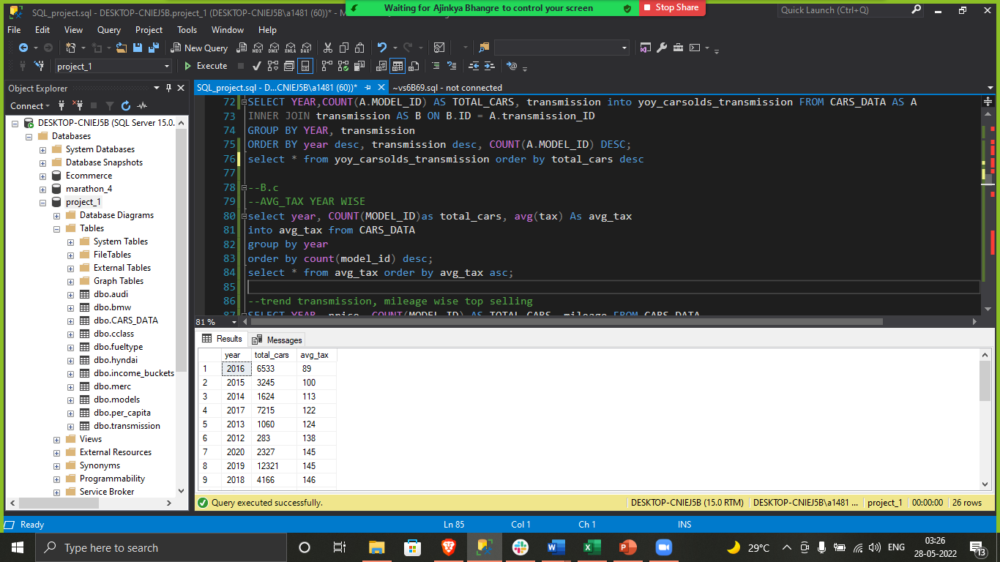 SQL_project.sql - DESKTOP-CNIEJ5B.project_1 (DESKTOP-CNIEJ5B\a1481 (60))* - M
Waiting for Ajinkya Bhangre to control your screen
Stop Share
Quick Launch (Ctrl+Q)
File Edit View Query Project Tools Window Help
New Query MDX DMX XMLA DAX
project_1 Execute
Object Explorer
SQL_project.sql - D...CNIEJ5B\a1481 (60))* ~vs6B69.sql - not connected
Connect
DESKTOP-CNIEJ5B (SQL Server 15.0.
Databases
System Databases
Database Snapshots
Ecommerce
marathon_4
project_1
Database Diagrams
Tables
System Tables
FileTables
External Tables
Graph Tables
dbo.audi
dbo.bmw
dbo.CARS_DATA
dbo.cclass
dbo.fueltype
dbo.hyndai
dbo.income_buckets
dbo.merc
dbo.models
dbo.per_capita
dbo.transmission
Views
External Resources
Synonyms
Programmability
Service Broker
72 SELECT YEAR,COUNT(A.MODEL_ID) AS TOTAL_CARS, transmission into yoy_carsolds_transmission FROM CARS_DATA AS A
73 INNER JOIN transmission AS B ON B.ID = A.transmission_ID
74 GROUP BY YEAR, transmission
75 ORDER BY year desc, transmission desc, COUNT(A.MODEL_ID) DESC;
76 select * from yoy_carsolds_transmission order by total_cars desc
77
78 --B.c
79 --AVG_TAX YEAR WISE
80 select year, COUNT(MODEL_ID)as total_cars, avg(tax) As avg_tax
81 into avg_tax from CARS_DATA
82 group by year
83 order by count(model_id) desc;
84 select * from avg_tax order by avg_tax asc;
85
86 --trend transmission, mileage wise top selling
87 SELECT YEAR, price, COUNT(MODEL_ID) AS TOTAL_CARS, mileage FROM CARS_DATA
81 %
Results Messages
year total_cars avg_tax
1 2016 6533 89
2 2015 3245 100
3 2014 1624 113
4 2017 7215 122
5 2013 1060 124
6 2012 283 138
7 2020 2327 145
8 2019 12321 145
9 2018 4166 146
Query executed successfully. DESKTOP-CNIEJ5B (15.0 RTM) DESKTOP-CNIEJ5B\a1481 ... project_1 00:00:00 26 rows
Ready Ln 85 Col 1 Ch 1 INS
Type here to search
29°C ENG
03:26
28-05-2022
13